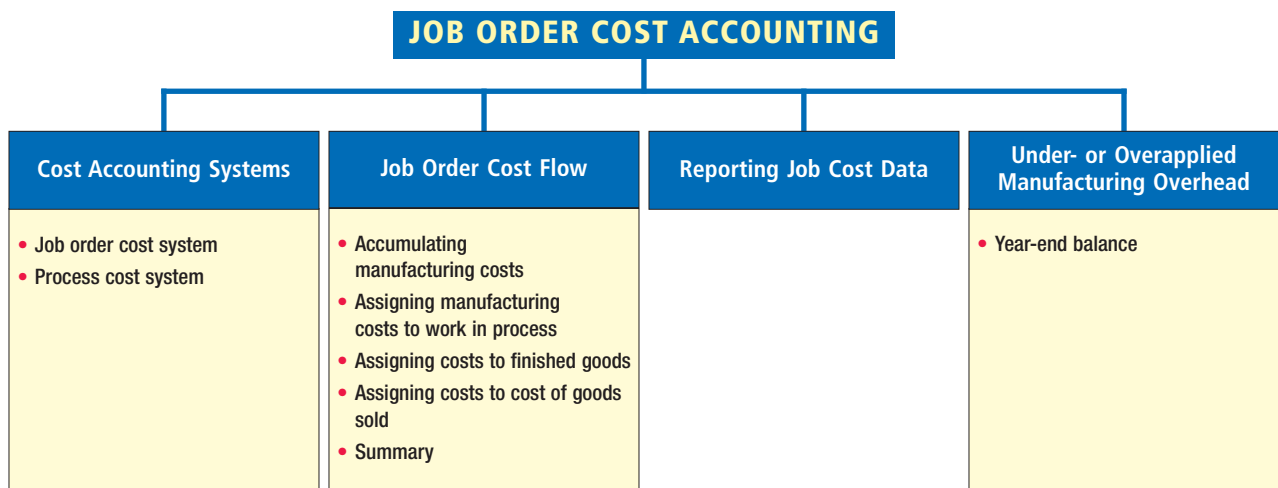 JOB ORDER COST ACCOUNTING
Cost Accounting Systems
• Job order cost system
• Process cost system
Job Order Cost Flow
• Accumulating
manufacturing costs
• Assigning manufacturing
costs to work in process
• Assigning costs to finished goods
• Assigning costs to cost of goods
sold
• Summary
Reporting Job Cost Data
Under- or Overapplied
Manufacturing Overhead
• Year-end balance